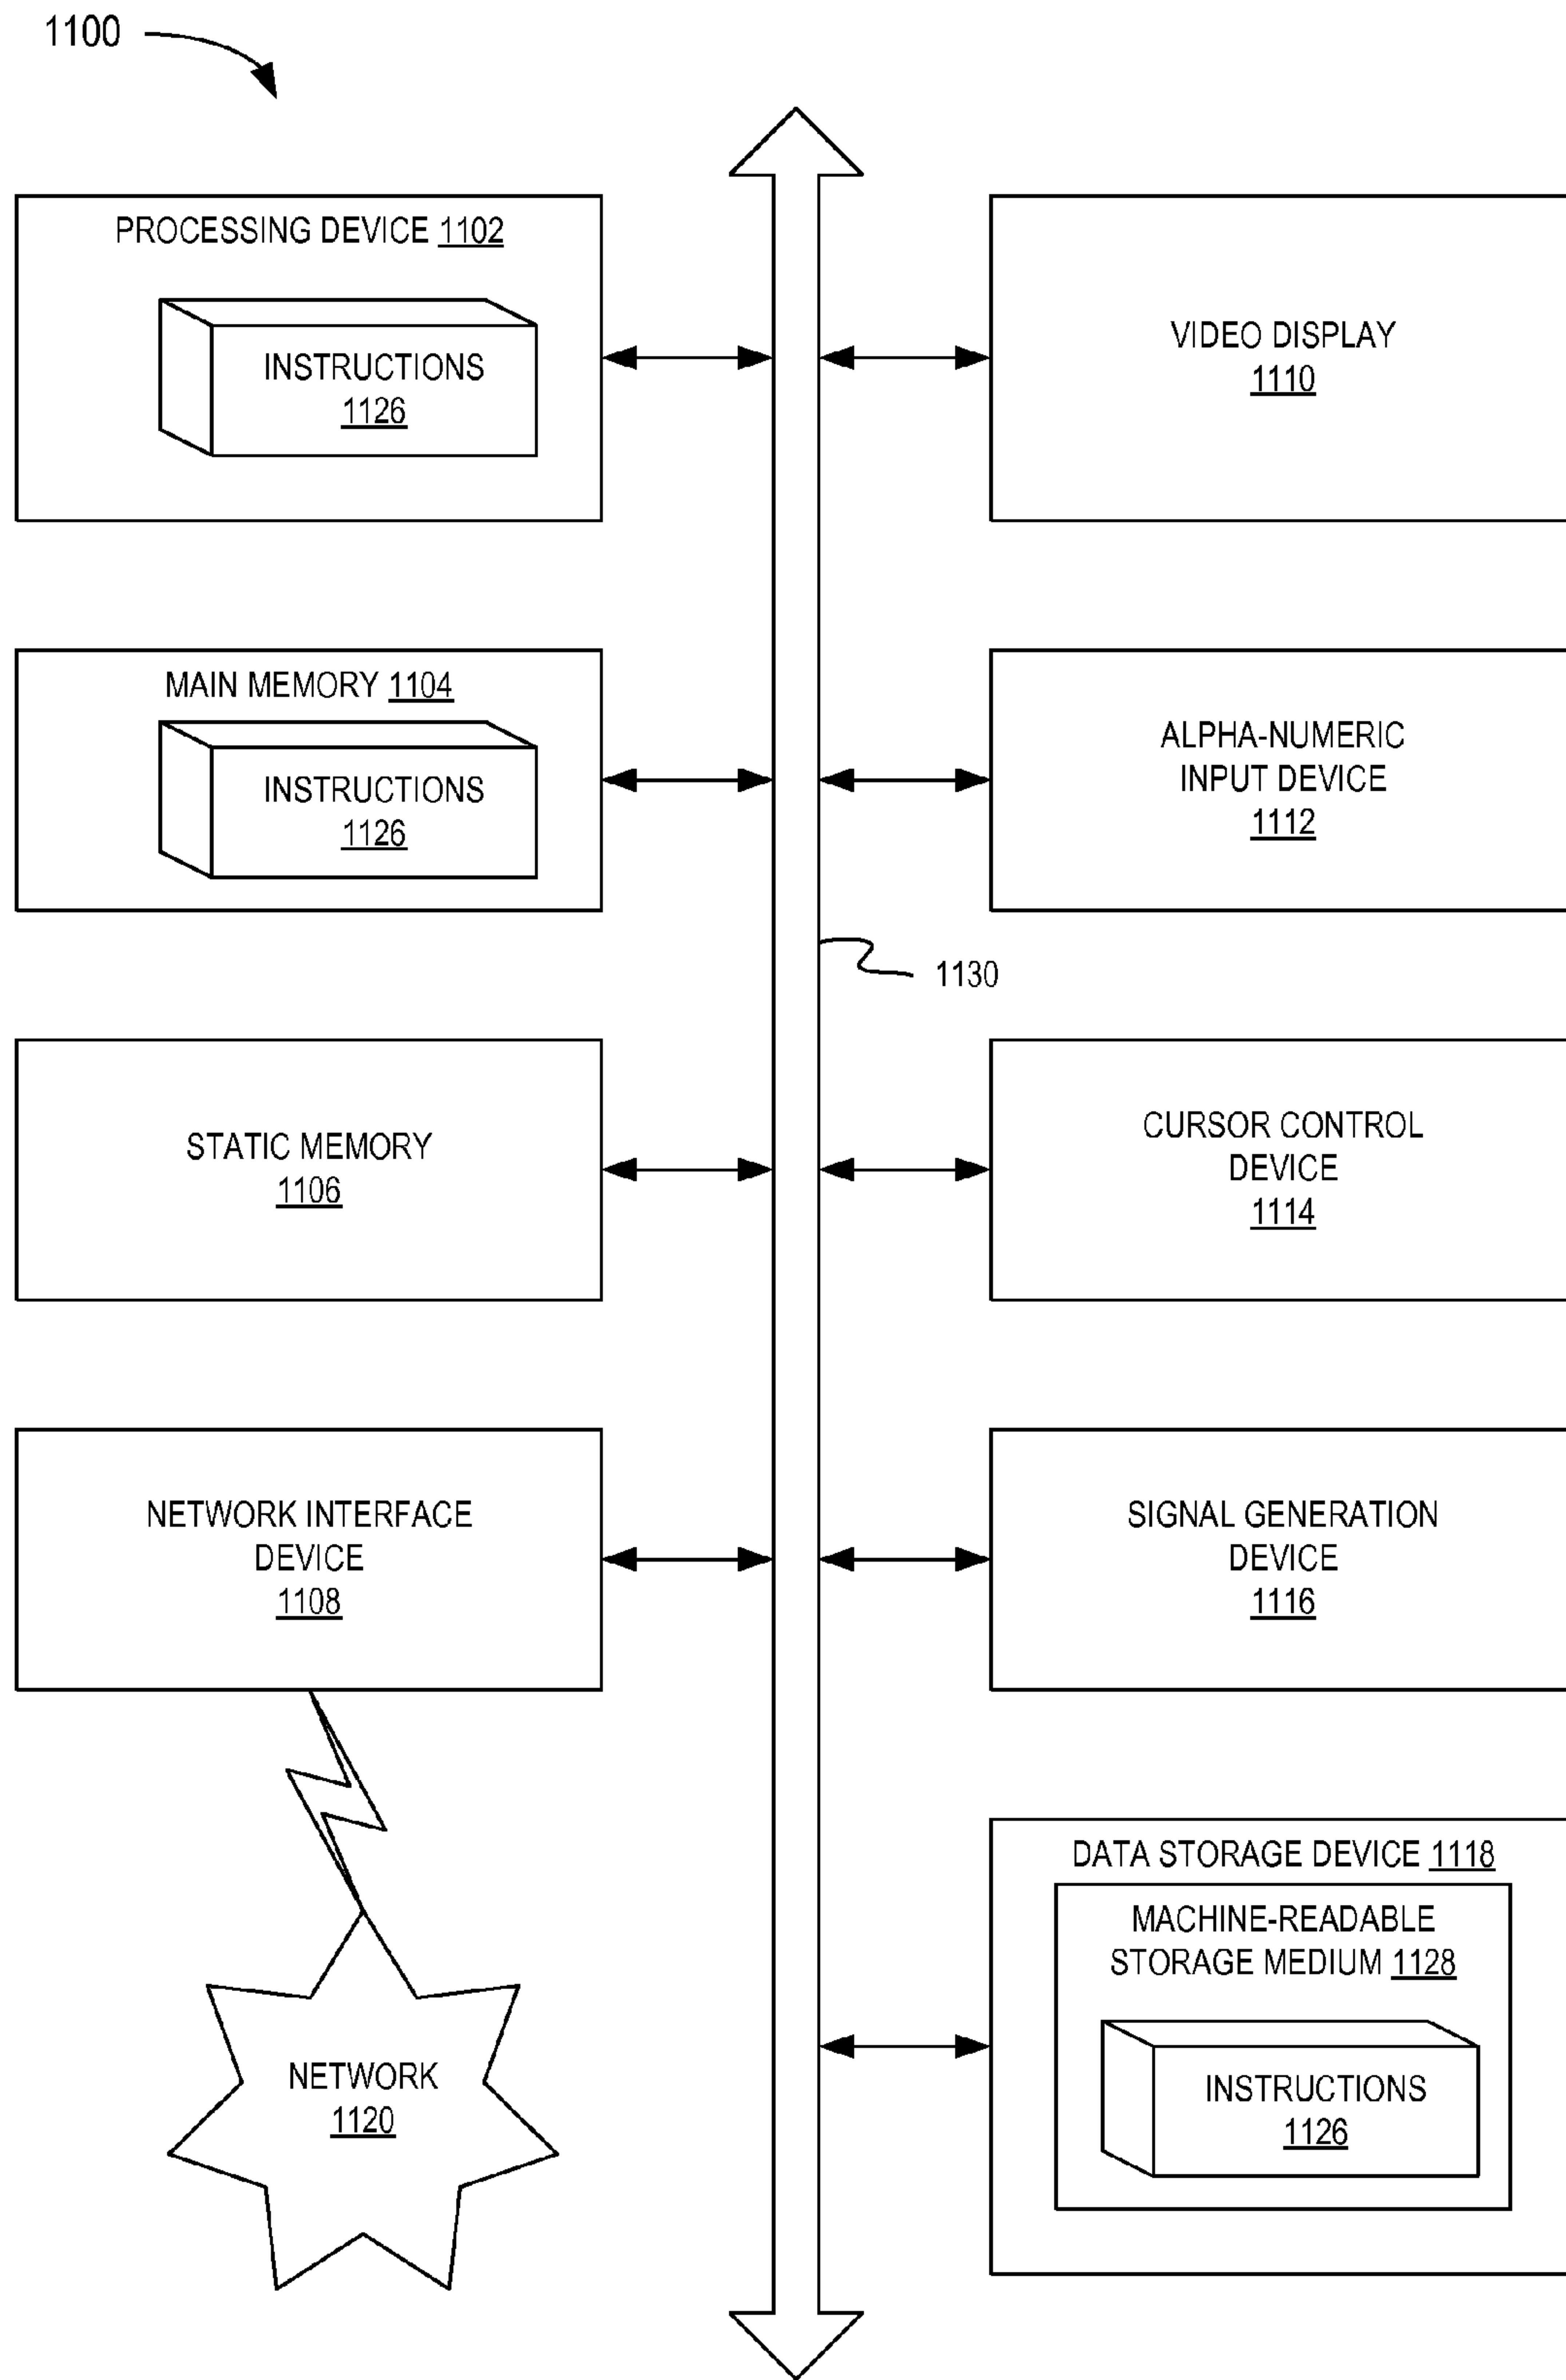 1100
PROCESSING DEVICE 1102
INSTRUCTIONS
1126
VIDEO DISPLAY
1110
MAIN MEMORY 1104
INSTRUCTIONS
1126
ALPHA-NUMERIC
INPUT DEVICE
1112
1130
STATIC MEMORY
1106
CURSOR CONTROL
DEVICE
1114
NETWORK INTERFACE
DEVICE
1108
SIGNAL GENERATION
DEVICE
1116
DATA STORAGE DEVICE 1118
MACHINE-READABLE
STORAGE MEDIUM 1128
INSTRUCTIONS
1126
NETWORK
1120